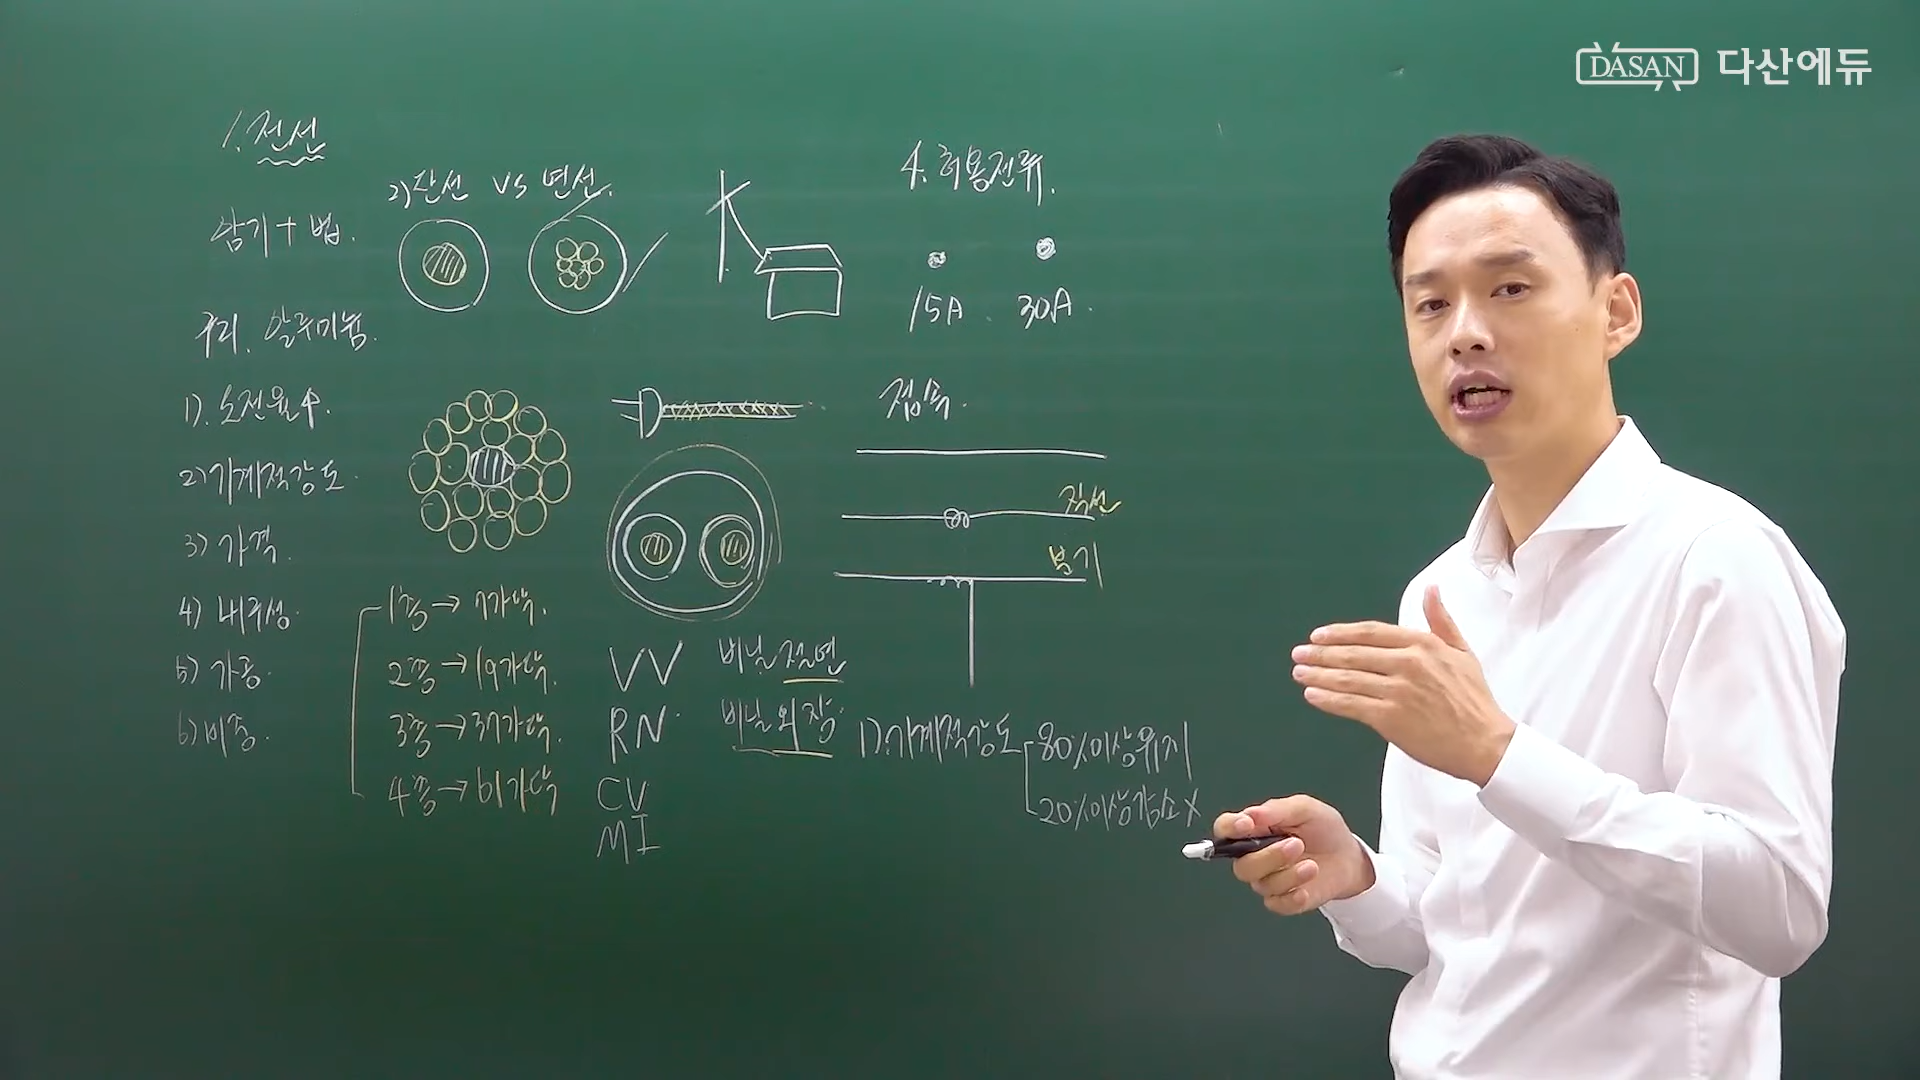 DASAN 다산에듀
1. 전선
암기 + 법.
구리. 알루미늄.
1). 도전율↑.
2) 기계적강도.
3) 가격.
4) 내구성.
5) 가공.
6) 비중.
2) 단선 VS 연선.
1종 → 7가닥.
2종 → 19가닥.
3종 → 37가닥.
4종 → 61가닥
VV
RN
CV
MI
비닐 절연
비닐 외장.
4. 허용전류.
15A. 30A.
접속.
직선
분기
1). 기계적강도 80%이상유지
20%이상감소 X